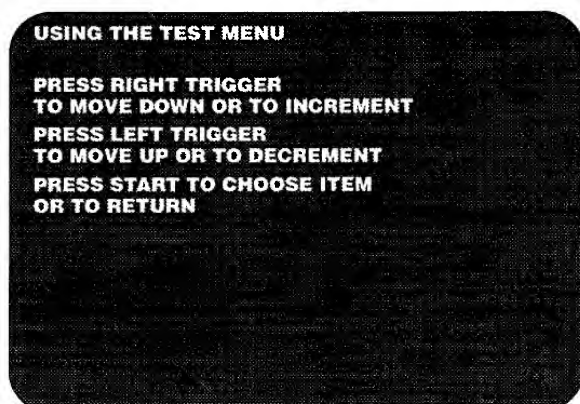 USING THE TEST MENU
PRESS RIGHT TRIGGER
TO MOVE DOWN OR TO INCREMENT
PRESS LEFT TRIGGER
TO MOVE UP OR TO DECREMENT
PRESS START TO CHOOSE ITEM
OR TO RETURN